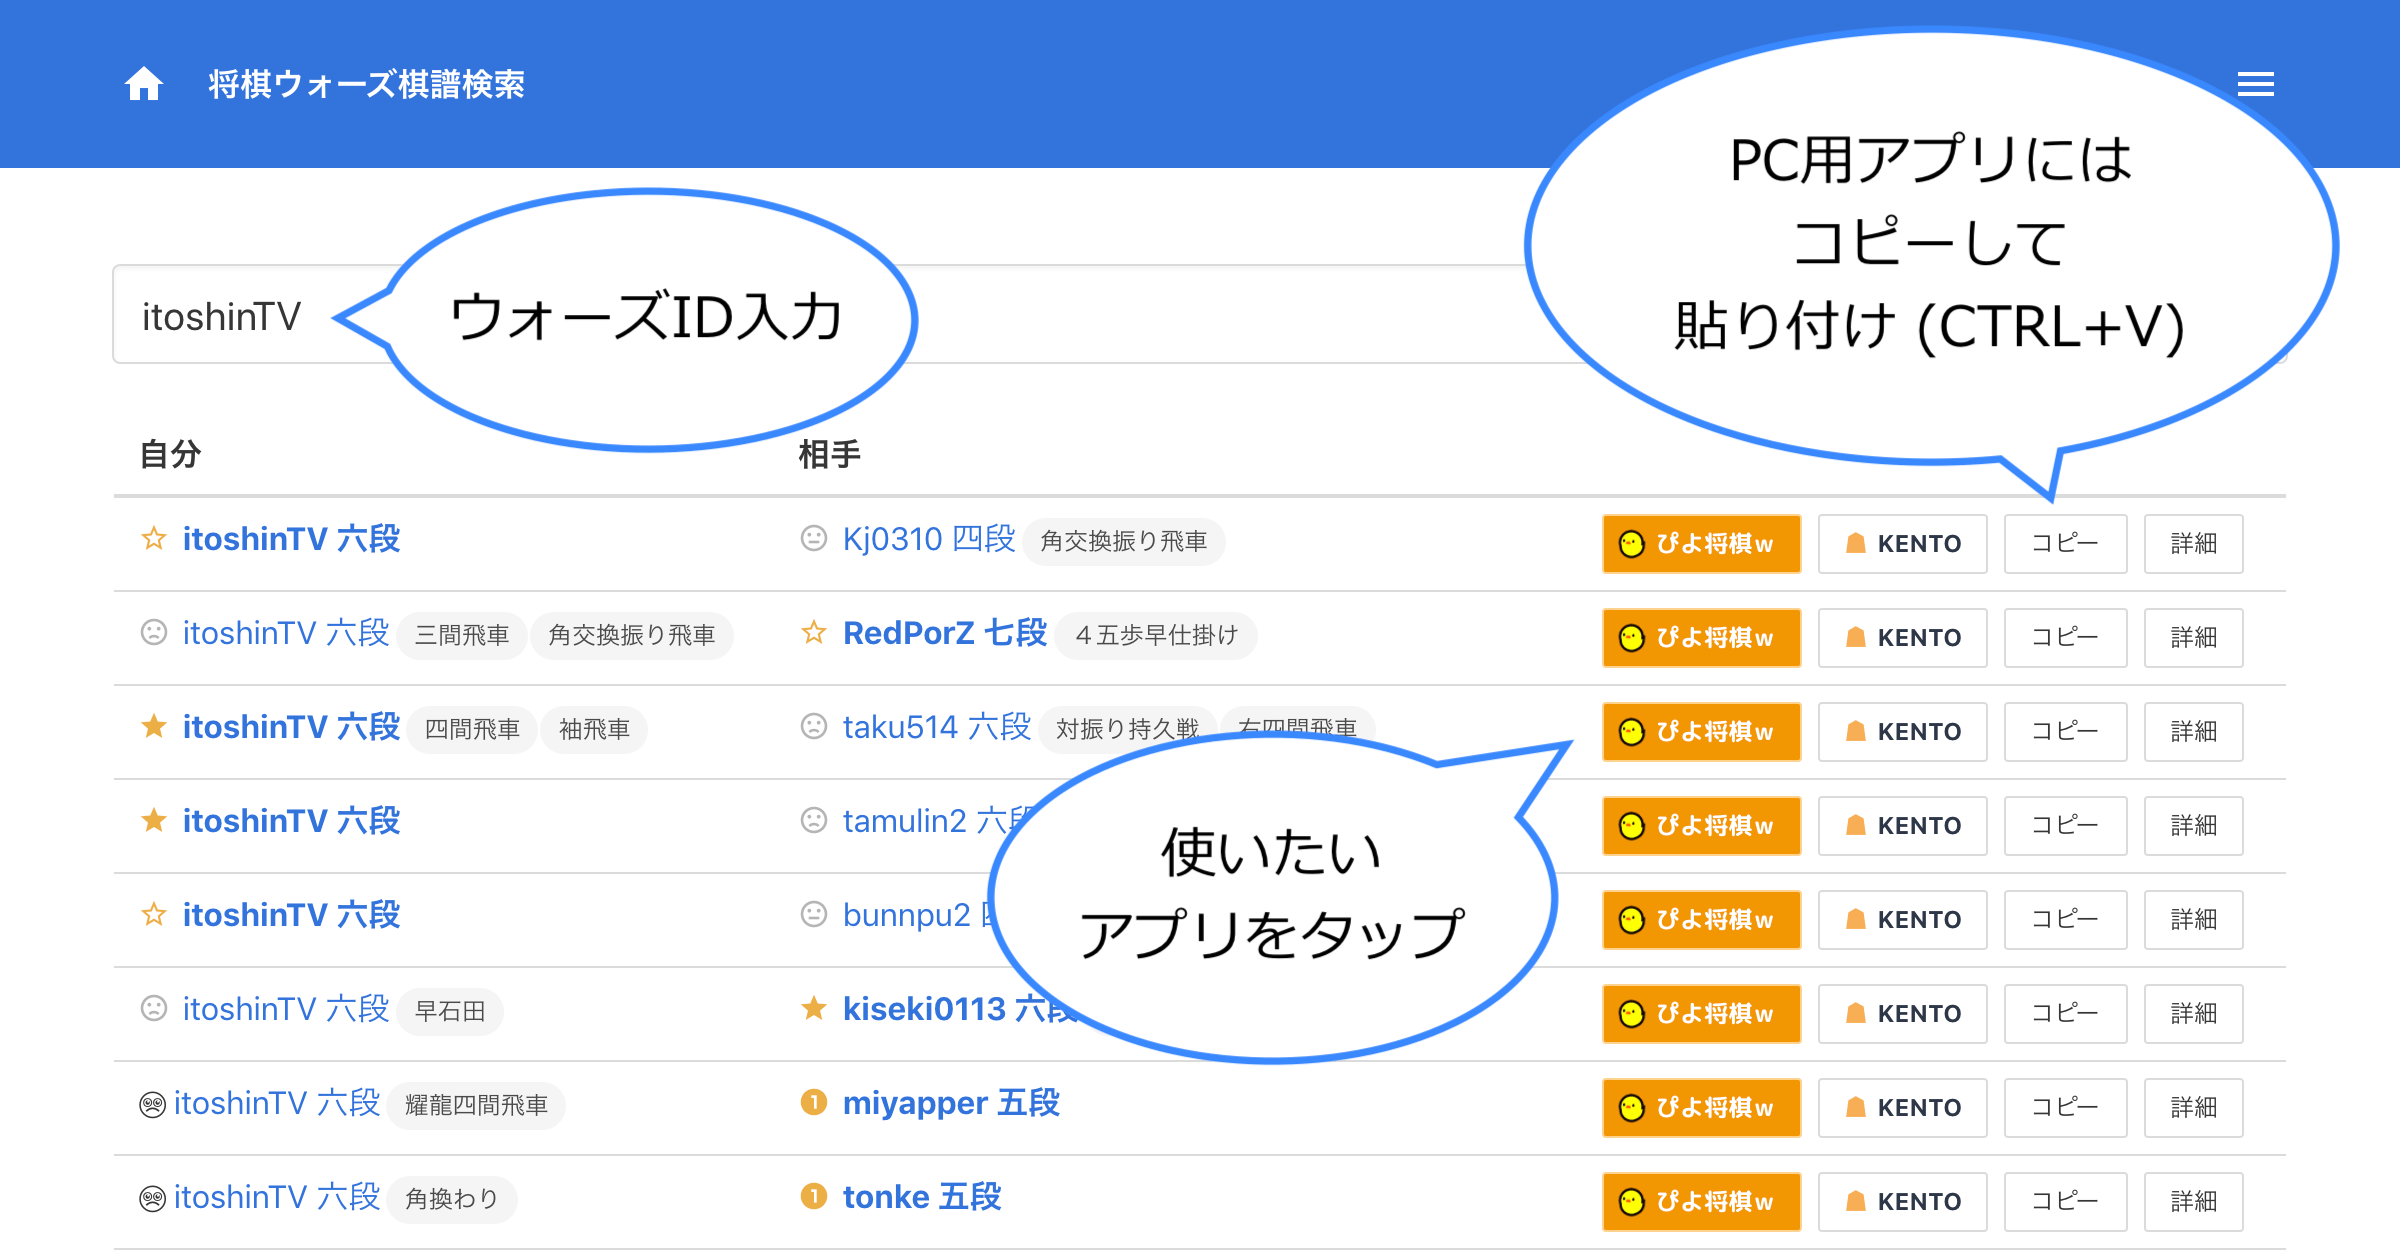 将棋ウォーズ棋譜検索
PC用アプリには
コピーして
貼り付け (CTRL+V)
itoshinTV
ウォーズID入力
自分 相手
itoshinTV 六段 Kj0310 四段 角交換振り飛車 ぴよ将棋w KENTO コピー 詳細
itoshinTV 六段 三間飛車 角交換振り飛車 RedPorZ 七段 4五歩早仕掛け ぴよ将棋w KENTO コピー 詳細
itoshinTV 六段 四間飛車 袖飛車 taku514 六段 対振り持久戦 右四間飛車 ぴよ将棋w KENTO コピー 詳細
itoshinTV 六段 tamulin2 六段 ぴよ将棋w KENTO コピー 詳細
使いたい
アプリをタップ
itoshinTV 六段 bunnpu2 ぴよ将棋w KENTO コピー 詳細
itoshinTV 六段 早石田 kiseki0113 六段 ぴよ将棋w KENTO コピー 詳細
itoshinTV 六段 耀龍四間飛車 1 miyapper 五段 ぴよ将棋w KENTO コピー 詳細
itoshinTV 六段 角換わり 1 tonke 五段 ぴよ将棋w KENTO コピー 詳細